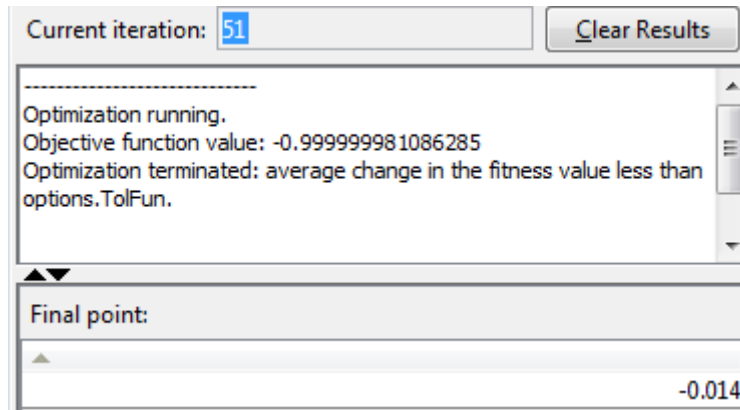 Current iteration: 51 Clear Results
------------------------------
Optimization running.
Objective function value: -0.999999981086285
Optimization terminated: average change in the fitness value less than
options.TolFun.
Final point:
-0.014